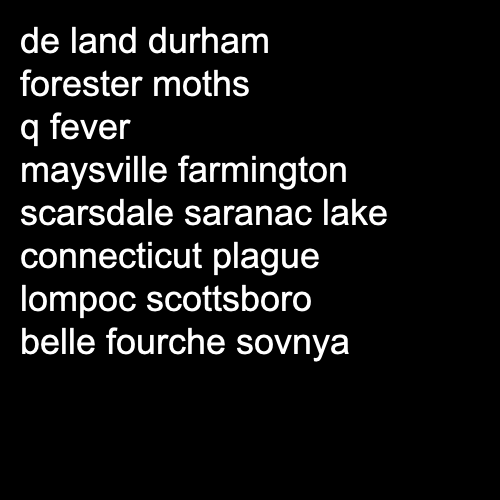 de land durham
forester moths
q fever
maysville farmington
scarsdale saranac lake
connecticut plague
lompoc scottsboro
belle fourche sovnya